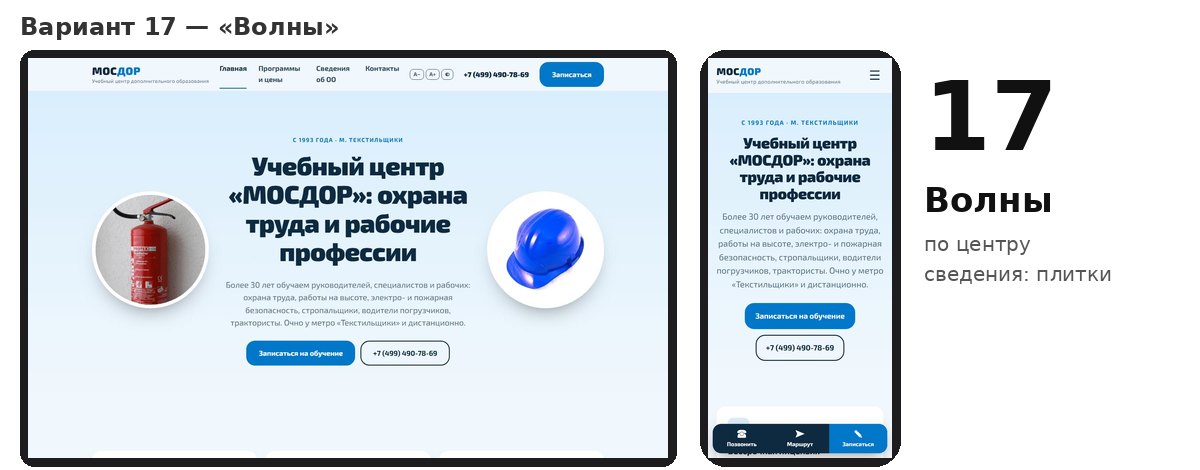 Вариант 17 — «Волны»
МОСДОР
Учебный центр дополнительного образования
Главная
Программы
и цены
Сведения
об ОО
Контакты
A−
A+
+7 (499) 490-78-69
Записаться
С 1993 ГОДА · М. ТЕКСТИЛЬЩИКИ
Учебный центр
«МОСДОР»: охрана
труда и рабочие
профессии
Более 30 лет обучаем руководителей, специалистов и рабочих:
охрана труда, работы на высоте, электро- и пожарная
безопасность, стропальщики, водители погрузчиков,
трактористы. Очно у метро «Текстильщики» и дистанционно.
Записаться на обучение
+7 (499) 490-78-69
МОСДОР
Учебный центр дополнительного образования
С 1993 ГОДА · М. ТЕКСТИЛЬЩИКИ
Учебный центр
«МОСДОР»: охрана
труда и рабочие
профессии
Более 30 лет обучаем руководителей,
специалистов и рабочих: охрана труда,
работы на высоте, электро- и пожарная
безопасность, стропальщики, водители
погрузчиков, трактористы. Очно у метро
«Текстильщики» и дистанционно.
Записаться на обучение
+7 (499) 490-78-69
Позвонить
Маршрут
Записаться
17
Волны
по центру
сведения: плитки